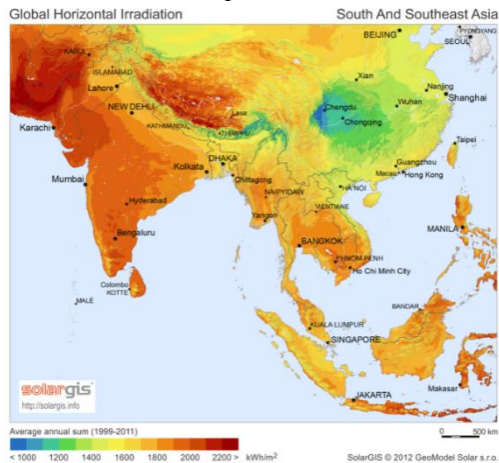 Global Horizontal Irradiation
South And Southeast Asia
BEIJING
PYONGYANG
SEOUL
KABUL
ISLAMABAD
Lahore
Xian
Nanjing
Shanghai
NEW DEHLI
Lasa
Chengdu
Wuhan
Chongqing
KATHMANDU
THIMPHU
Karachi
Taipei
DHAKA
Kolkata
Guangzhou
Macau
Hong Kong
Mumbai
Chittagong
HA NOI
NAIPYIDAW
Hyderabad
VIENTIANE
Yangon
MANILA
Bengaluru
BANGKOK
PHNOM PENH
Ho Chi Minh City
Colombo
KOTTE
MALE
BANDAR
KUALA LUMPUR
SINGAPORE
solargis
http://solargis.info
JAKARTA
Makasar
Average annual sum (1999-2011)
0 500 km
< 1000 1200 1400 1600 1800 2000 2200 > kWh/m²
SolarGIS © 2012 GeoModel Solar s.r.o.